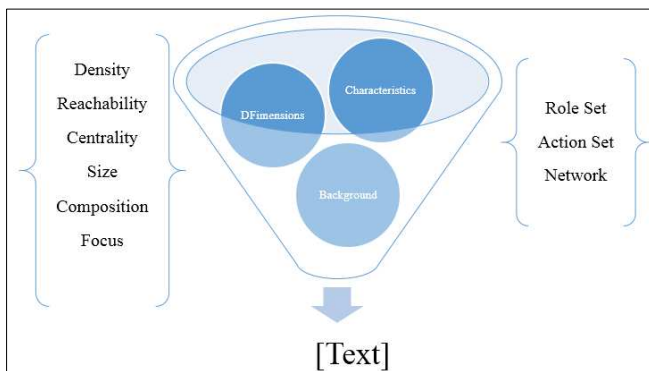 Density
Reachability
Centrality
Size
Composition
Focus
DFimensions
Characteristics
Background
Role Set
Action Set
Network
[Text]